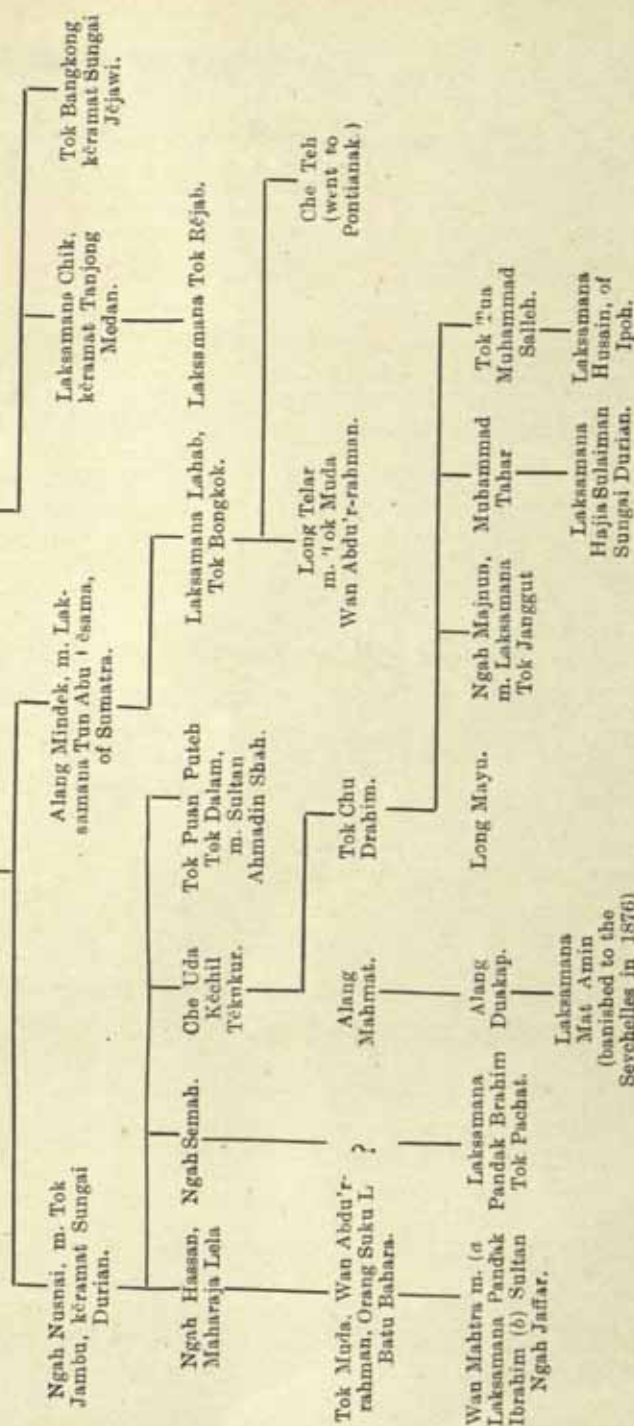 Ngah Nusnai, m. Tok
Jambu, kĕramat Sungai
Durian.
Alang Mindek, m. Lak-
samana Tun Abu
of Sumatra.
Laksamana Chik,
kĕramat Tanjong
Medan.
Tok Bangkong
kĕramat Sungai
Jĕjawi.
Ngah Hassan,
Maharaja Lela
Ngah Semah.
Che Uda
Kĕchil
Tĕknkur.
Tok Puan Puteh
Tok Dalam,
m. Sultan
Ahmadin Shah.
Laksamana Lahab,
Tok Bongkok.
Laksamana Tok Rĕjab.
Tok Muda, Wan Abdu'r-
rahman, Orang Suku L
Batu Bahara.
?
Alang
Mahmat.
Tok Chu
Drahim.
Long Telar
m. Tok Muda
Wan Abdu'r-rahman.
Che Teh
(went to
Pontianak.)
Wan Mahtra m. (a
Laksamana Pandak
Ibrahim (b) Sultan
Ngah Jaffar.
Laksamana
Pandak Brahim
Tok Pachat.
Alang
Duakap.
Long Mayu.
Ngah Majnun,
m. Laksamana
Tok Janggut
Muhammad
Tahar
Tok Tua
Muhammad
Salleh.
Laksamana
Mat Amin
(banished to the
Seychelles in 1876)
Laksamana
Hajia Sulaiman
Sungai Durian.
Laksamana
Husain, of
Ipoh.